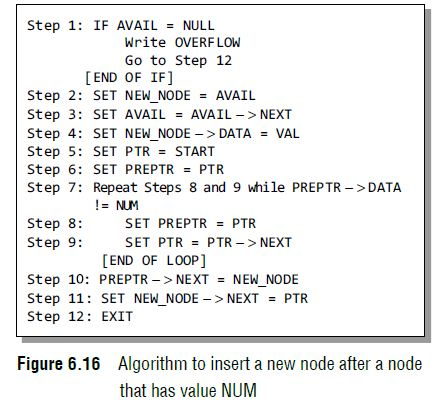 Step 1: IF AVAIL = NULL
Write OVERFLOW
Go to Step 12
[END OF IF]
Step 2: SET NEW_NODE = AVAIL
Step 3: SET AVAIL = AVAIL->NEXT
Step 4: SET NEW_NODE->DATA = VAL
Step 5: SET PTR = START
Step 6: SET PREPTR = PTR
Step 7: Repeat Steps 8 and 9 while PREPTR->DATA
!= NUM
Step 8: SET PREPTR = PTR
Step 9: SET PTR = PTR->NEXT
[END OF LOOP]
Step 10: PREPTR->NEXT = NEW_NODE
Step 11: SET NEW_NODE->NEXT = PTR
Step 12: EXIT
Figure 6.16 Algorithm to insert a new node after a node
that has value NUM